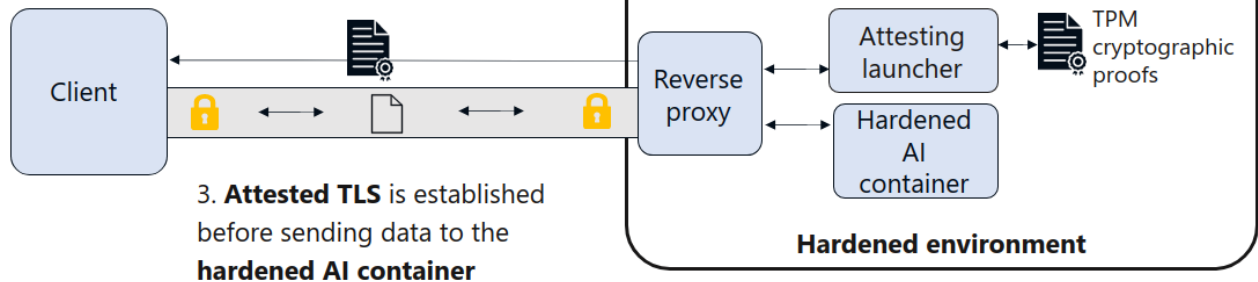 Client
Reverse
proxy
Attesting
launcher
TPM
cryptographic
proofs
Hardened
AI
container
3. Attested TLS is established
before sending data to the
hardened AI container
Hardened environment